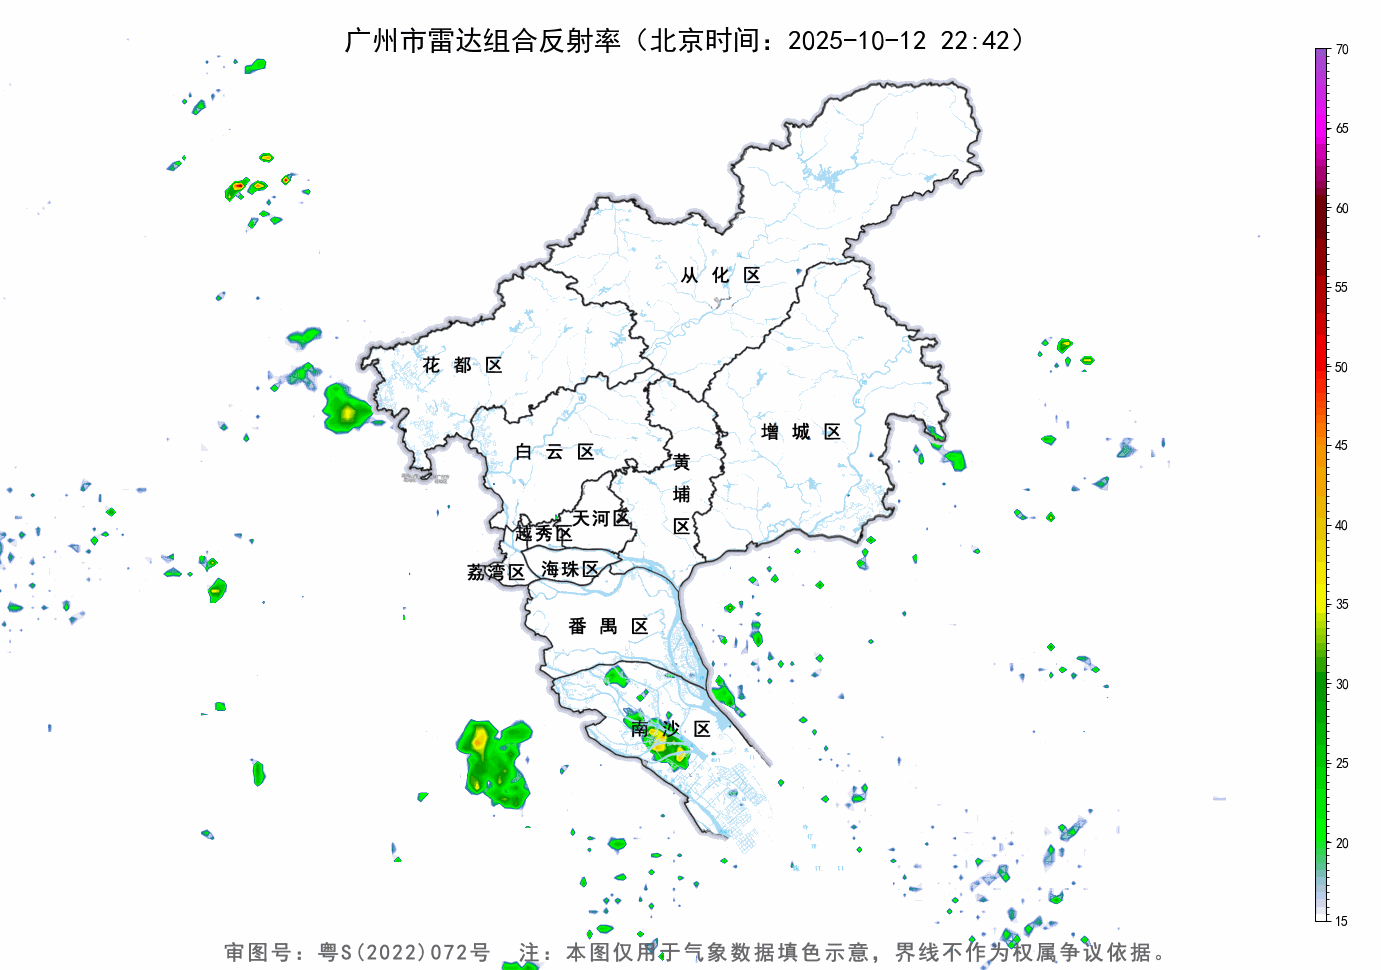 广州市雷达组合反射率（北京时间：2025-10-12 22:42）
70
65
60
55
50
45
40
35
30
25
20
15
从化区
花都区
增城区
白云区
黄埔区
天河区
越秀区
荔湾区
海珠区
番禺区
南沙区
审图号：粤S(2022)072号 注：本图仅用于气象数据填色示意，界线不作为权属争议依据。